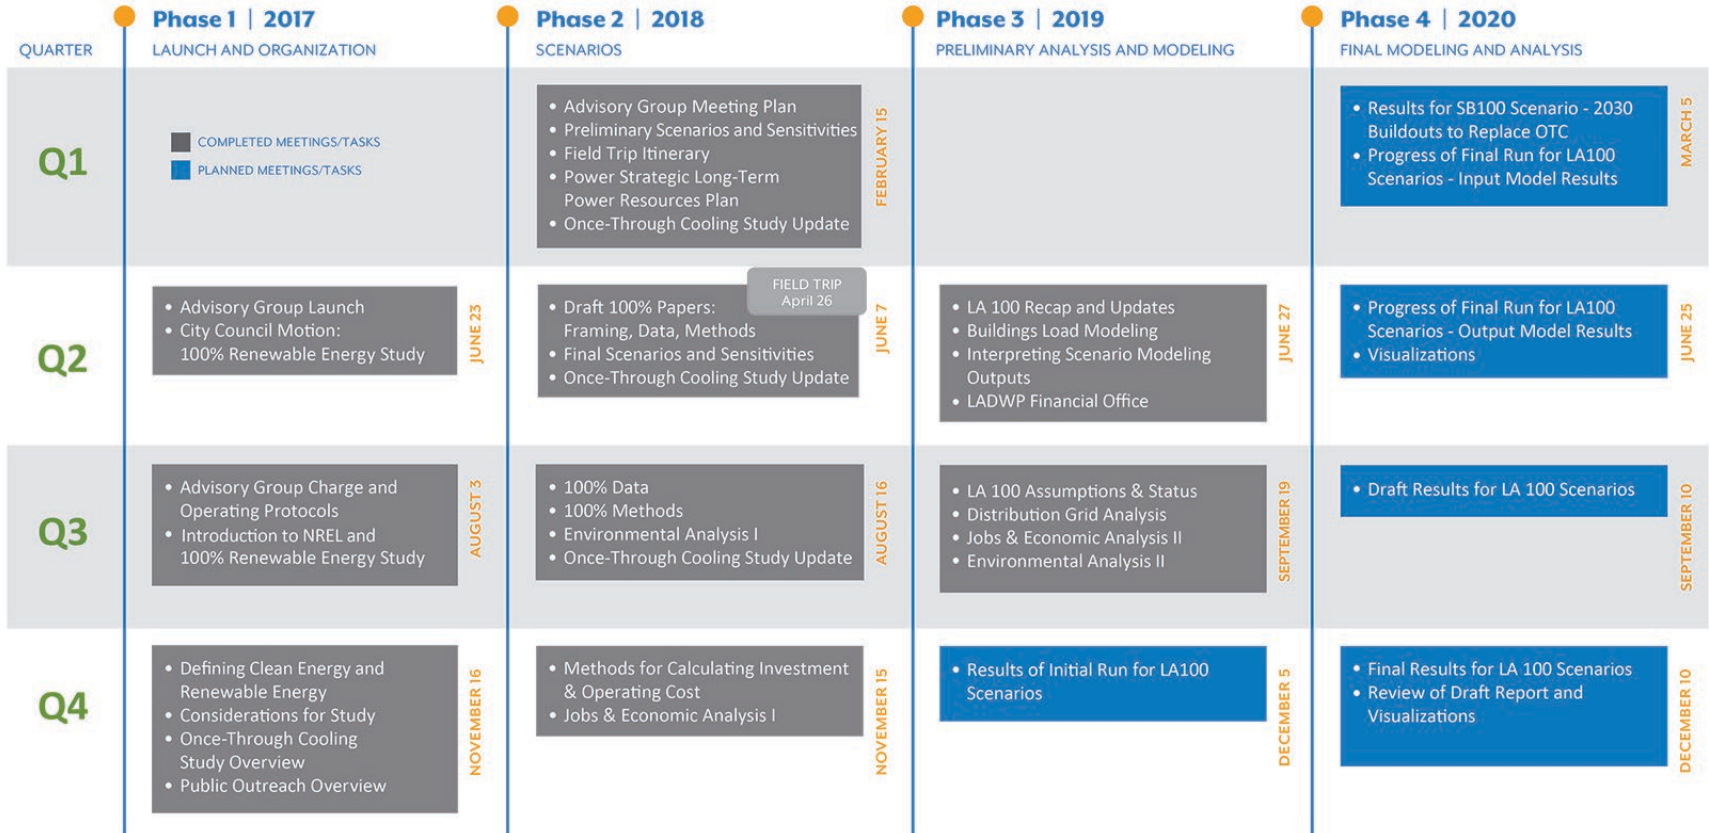 Phase 1 | 2017
Phase 2 | 2018
Phase 3 | 2019
Phase 4 | 2020
QUARTER
LAUNCH AND ORGANIZATION
SCENARIOS
PRELIMINARY ANALYSIS AND MODELING
FINAL MODELING AND ANALYSIS
Q1
COMPLETED MEETINGS/TASKS
PLANNED MEETINGS/TASKS
• Advisory Group Meeting Plan
• Preliminary Scenarios and Sensitivities
• Field Trip Itinerary
• Power Strategic Long-Term
Power Resources Plan
• Once-Through Cooling Study Update
FEBRUARY 15
• Results for SB100 Scenario - 2030
Buildouts to Replace OTC
• Progress of Final Run for LA100
Scenarios - Input Model Results
MARCH 5
Q2
• Advisory Group Launch
• City Council Motion:
100% Renewable Energy Study
JUNE 23
FIELD TRIP
April 26
• Draft 100% Papers:
Framing, Data, Methods
• Final Scenarios and Sensitivities
• Once-Through Cooling Study Update
JUNE 7
• LA 100 Recap and Updates
• Buildings Load Modeling
• Interpreting Scenario Modeling
Outputs
• LADWP Financial Office
JUNE 27
• Progress of Final Run for LA100
Scenarios - Output Model Results
• Visualizations
JUNE 25
Q3
• Advisory Group Charge and
Operating Protocols
• Introduction to NREL and
100% Renewable Energy Study
AUGUST 3
• 100% Data
• 100% Methods
• Environmental Analysis I
• Once-Through Cooling Study Update
AUGUST 16
• LA 100 Assumptions & Status
• Distribution Grid Analysis
• Jobs & Economic Analysis II
• Environmental Analysis II
SEPTEMBER 19
• Draft Results for LA 100 Scenarios
SEPTEMBER 10
Q4
• Defining Clean Energy and
Renewable Energy
• Considerations for Study
• Once-Through Cooling
Study Overview
• Public Outreach Overview
NOVEMBER 16
• Methods for Calculating Investment
& Operating Cost
• Jobs & Economic Analysis I
NOVEMBER 15
• Results of Initial Run for LA100
Scenarios
DECEMBER 5
• Final Results for LA 100 Scenarios
• Review of Draft Report and
Visualizations
DECEMBER 10